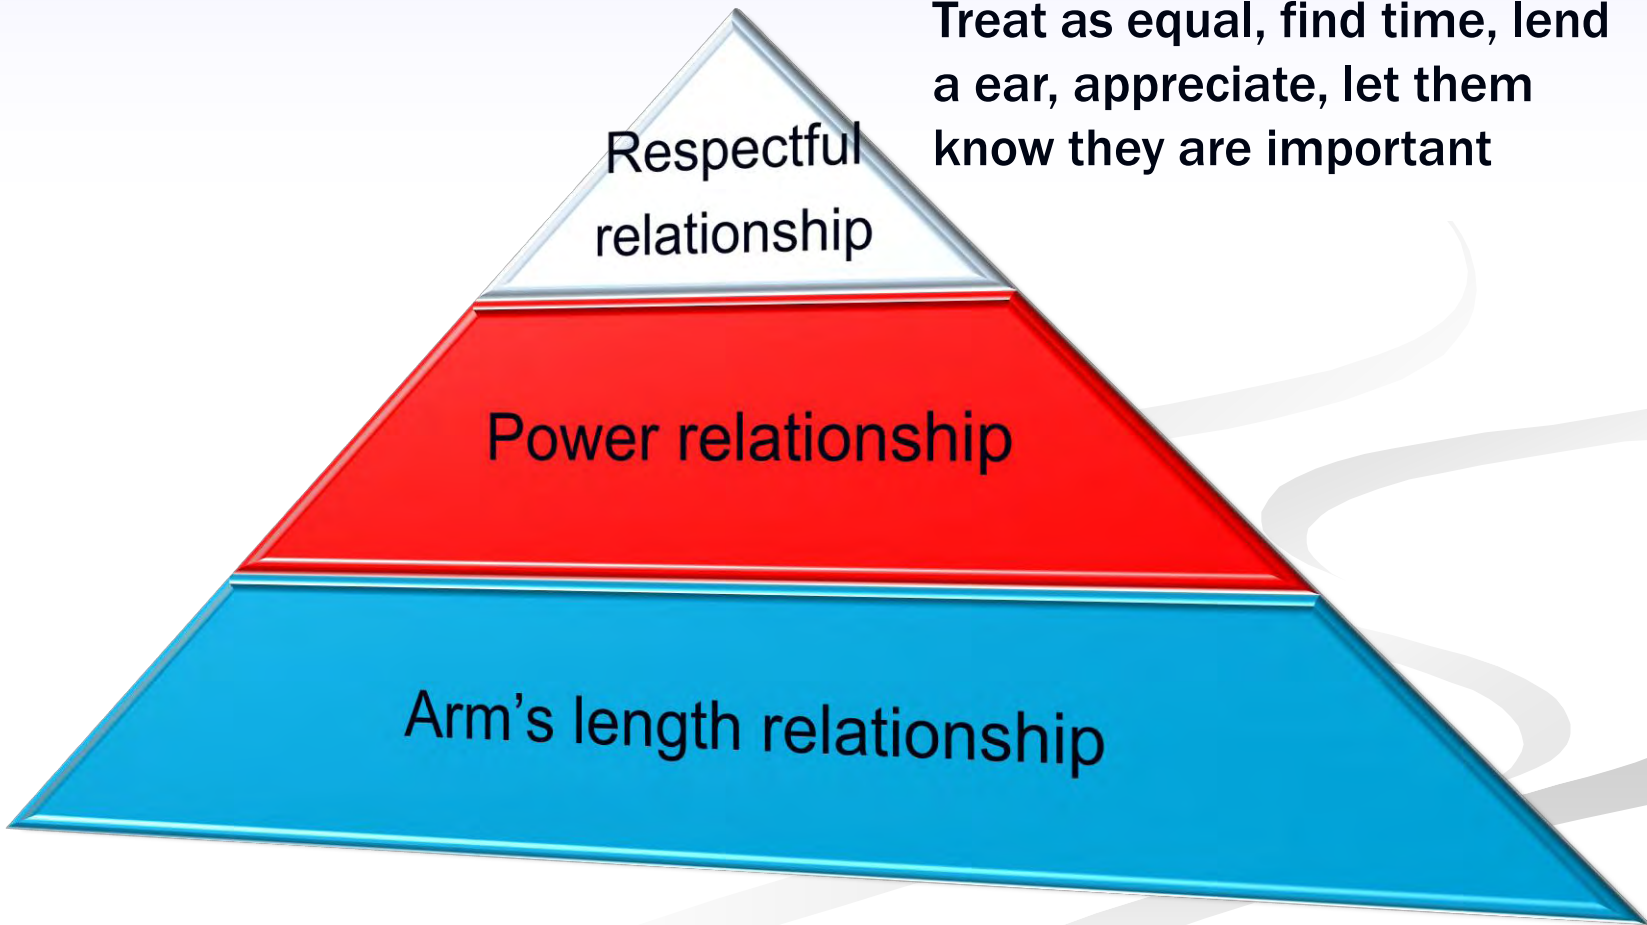 Treat as equal, find time, lend
a ear, appreciate, let them
know they are important
Respectful
relationship
Power relationship
Arm’s length relationship